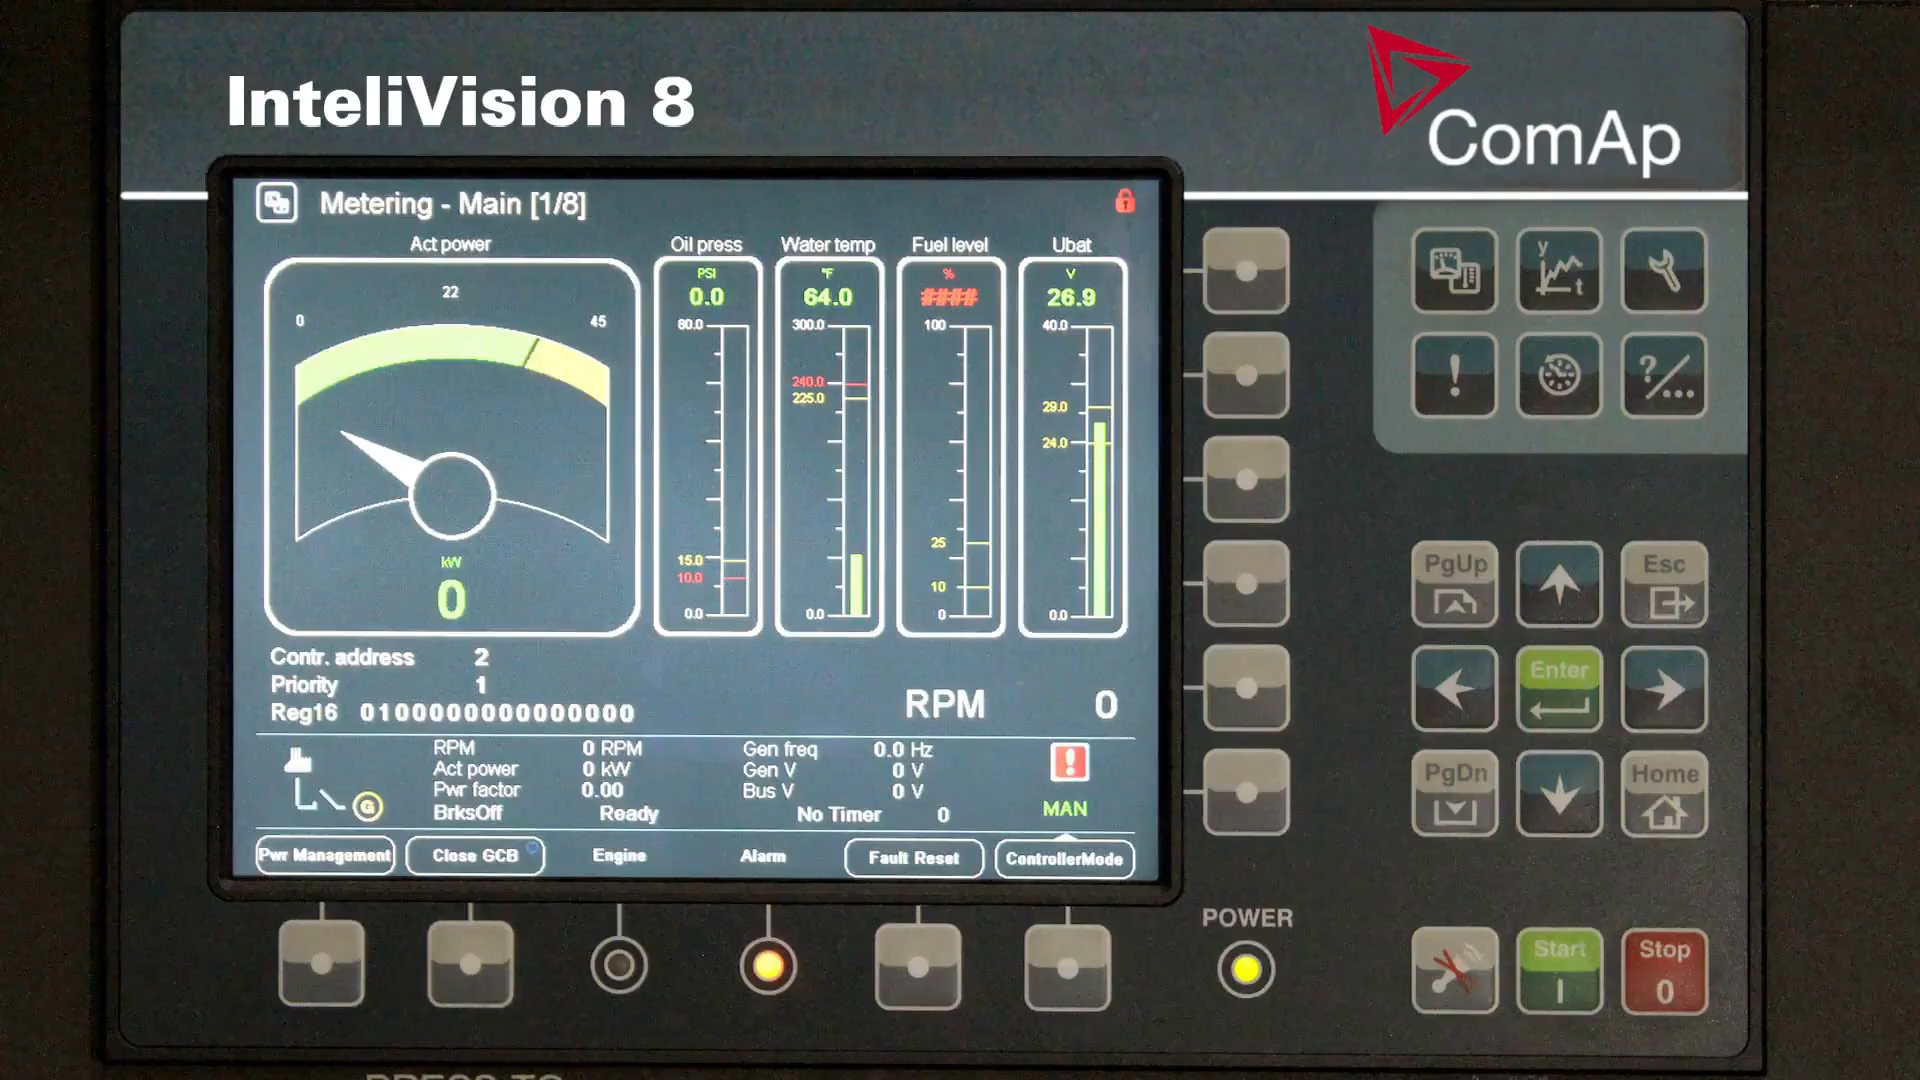 InteliVision 8
ComAp
Metering - Main [1/8]
Act power
Oil press
Water temp
Fuel level
Ubat
0
22
45
kW
0
PSI
0.0
80.0
15.0
10.0
0.0
°F
64.0
300.0
240.0
225.0
0.0
%
####
100
25
10
0
V
26.9
40.0
29.0
24.0
0.0
Contr. address 2
Priority 1
Reg16 0100000000000000
RPM 0
RPM 0 RPM
Act power 0 kW
Pwr factor 0.00
BrksOff Ready
Gen freq 0.0 Hz
Gen V 0 V
Bus V 0 V
No Timer 0
G
!
MAN
Pwr Management
Close GCB
Engine
Alarm
Fault Reset
ControllerMode
POWER
y
t
!
?/...
PgUp
Esc
Enter
PgDn
Home
Start
I
Stop
0